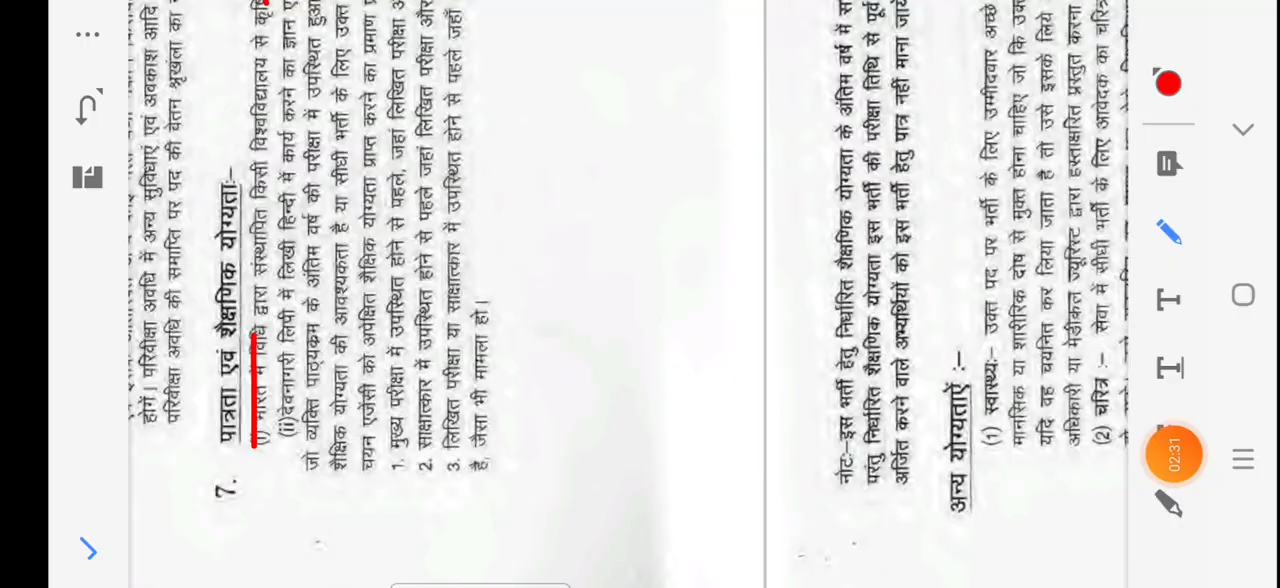 होगें। परिवीक्षा अवधि में अन्य सुविधाएं एवं अवकाश आदि
परिवीक्षा अवधि की समाप्ति पर पद की वेतन श्रृंखला का
7. पात्रता एवं शैक्षणिक योग्यताः–
(i) भारत में विधि द्वारा संस्थापित किसी विश्वविद्यालय से कृषि
(ii)देवनागरी लिपी में लिखी हिन्दी में कार्य करने का ज्ञान
जो व्यक्ति पाठ्यक्रम के अंतिम वर्ष की परीक्षा में उपस्थित हुआ
शैक्षिक योग्यता की आवश्यकता है या सीधी भर्ती के लिए उक्त
चयन एजेंसी को अपेक्षित शैक्षिक योग्यता प्राप्त करने का प्रमाण
1. मुख्य परीक्षा में उपस्थित होने से पहले, जहां लिखित परीक्षा
2. साक्षात्कार में उपस्थित होने से पहले जहां लिखित परीक्षा और
3. लिखित परीक्षा या साक्षात्कार में उपस्थित होने से पहले जहाँ
है, जैसा भी मामला हो।
नोटः–इस भर्ती हेतु निर्धारित शैक्षणिक योग्यता के अंतिम वर्ष में
परंतु निर्धारित शैक्षणिक योग्यता इस भर्ती की परीक्षा तिथि से पूर्व
अर्जित करने वाले अभ्यर्थियों को इस भर्ती हेतु पात्र नहीं माना
अन्य योग्यताऐं :–
(1) स्वास्थ्यः– उक्त पद पर भर्ती के लिए उम्मीदवार अच्छे
मानसिक या शारीरिक दोष से मुक्त होना चाहिए जो कि
यदि वह चयनित कर लिया जाता है तो उसे इसके लिये
अधिकारी या मेडीकल ज्यूरिस्ट द्वारा हस्ताक्षरित प्रस्तुत करना
(2) चरित्र :– सेवा में सीधी भर्ती के लिए आवेदक का चरित्र
02:31